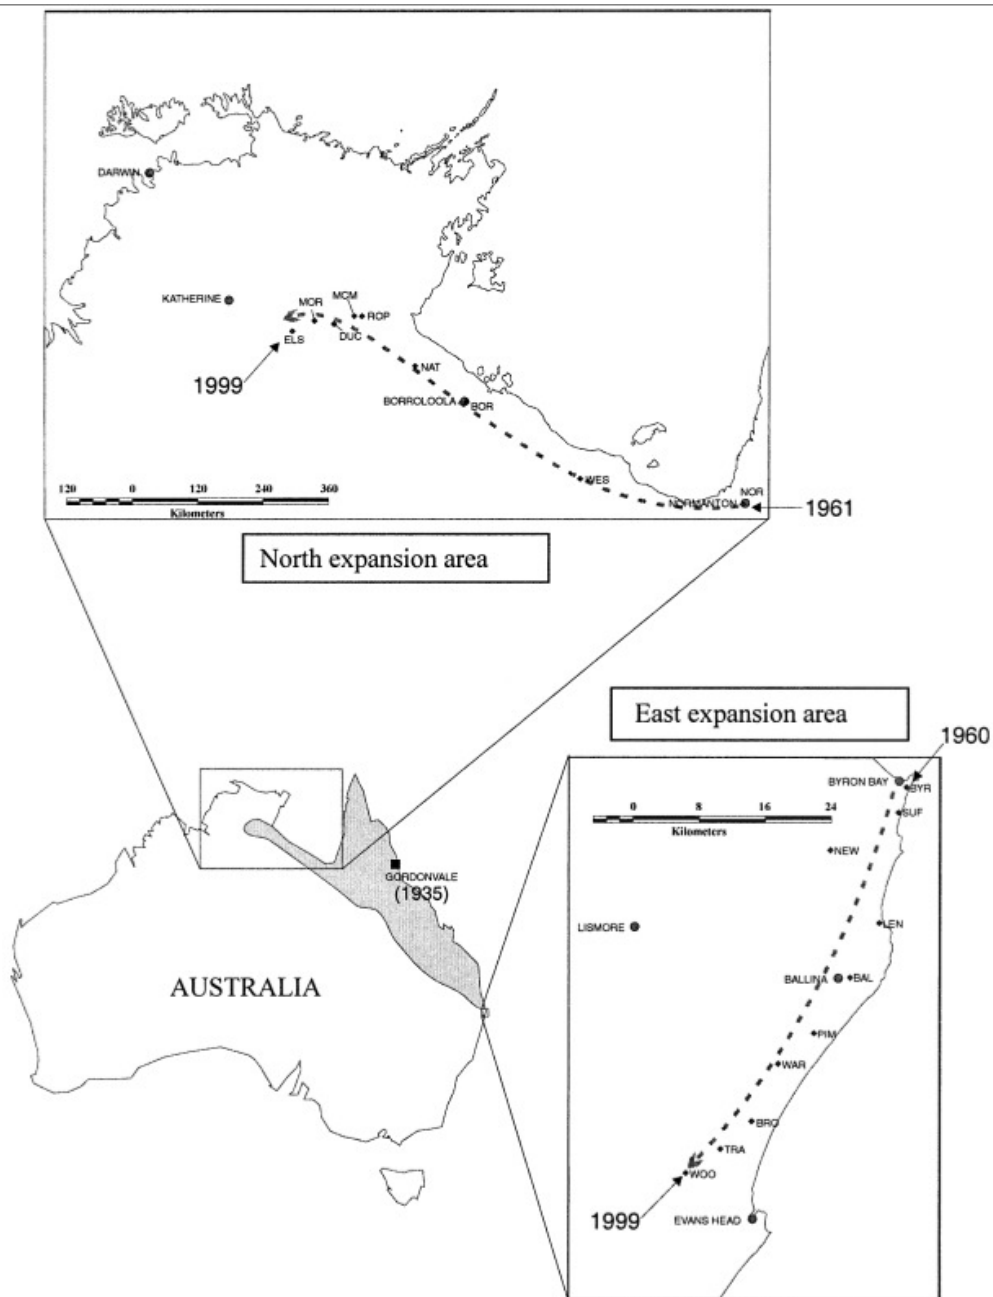 DARWIN
KATHERINE
MCM
MOR
ROP
DUC
ELS
1999
NAT
BORROLOOLA
BOR
WES
NOR
NORMANTON
1961
120 0 120 240 360
Kilometers
North expansion area
East expansion area
1960
BYRON BAY
BYR
0 8 16 24
Kilometers
SUF
NEW
LEN
LISMORE
BALLINA
BAL
PIM
WAR
BRO
TRA
WOO
1999
EVANS HEAD
GORDONVALE
(1935)
AUSTRALIA